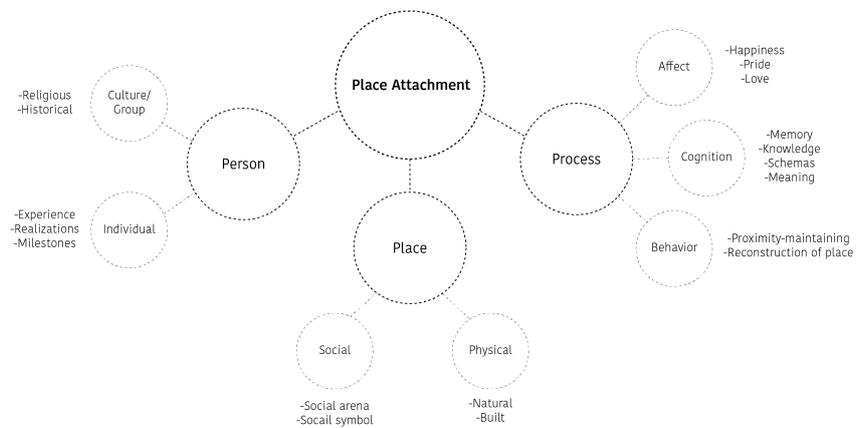 Place Attachment
Person
Culture/
Group
-Religious
-Historical
Individual
-Experience
-Realizations
-Milestones
Place
Social
-Social arena
-Socail symbol
Physical
-Natural
-Built
Process
Affect
-Happiness
-Pride
-Love
Cognition
-Memory
-Knowledge
-Schemas
-Meaning
Behavior
-Proximity-maintaining
-Reconstruction of place